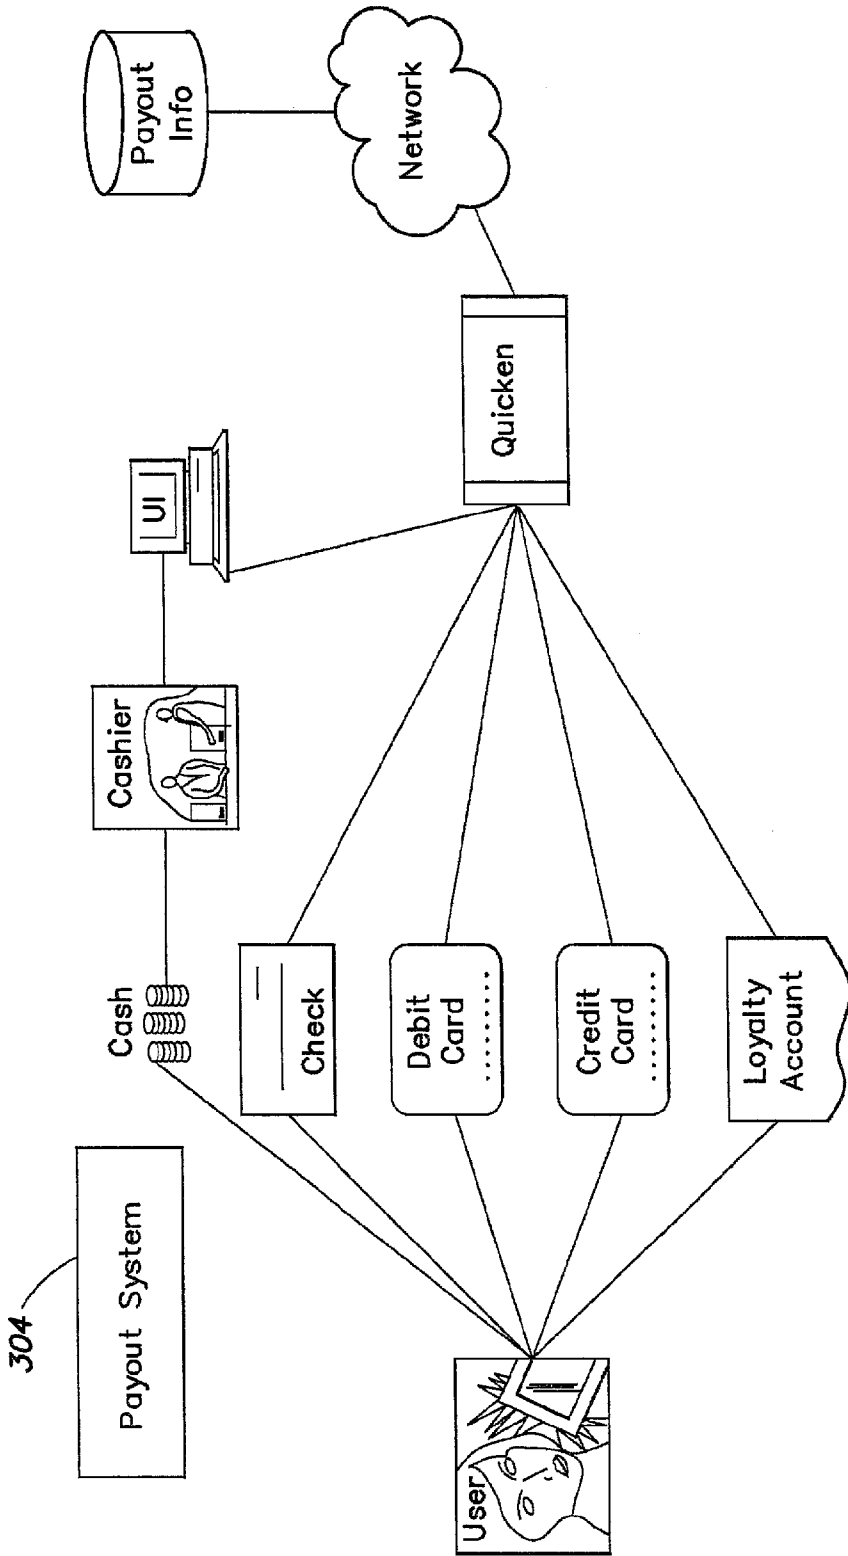 304
Payout System
User
Cash
Check
Debit
Card
Credit
Card
Loyalty
Account
Cashier
UI
Quicken
Network
Payout
Info